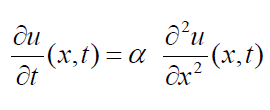 ∂u/∂t (x,t) = α ∂²u/∂x² (x,t)